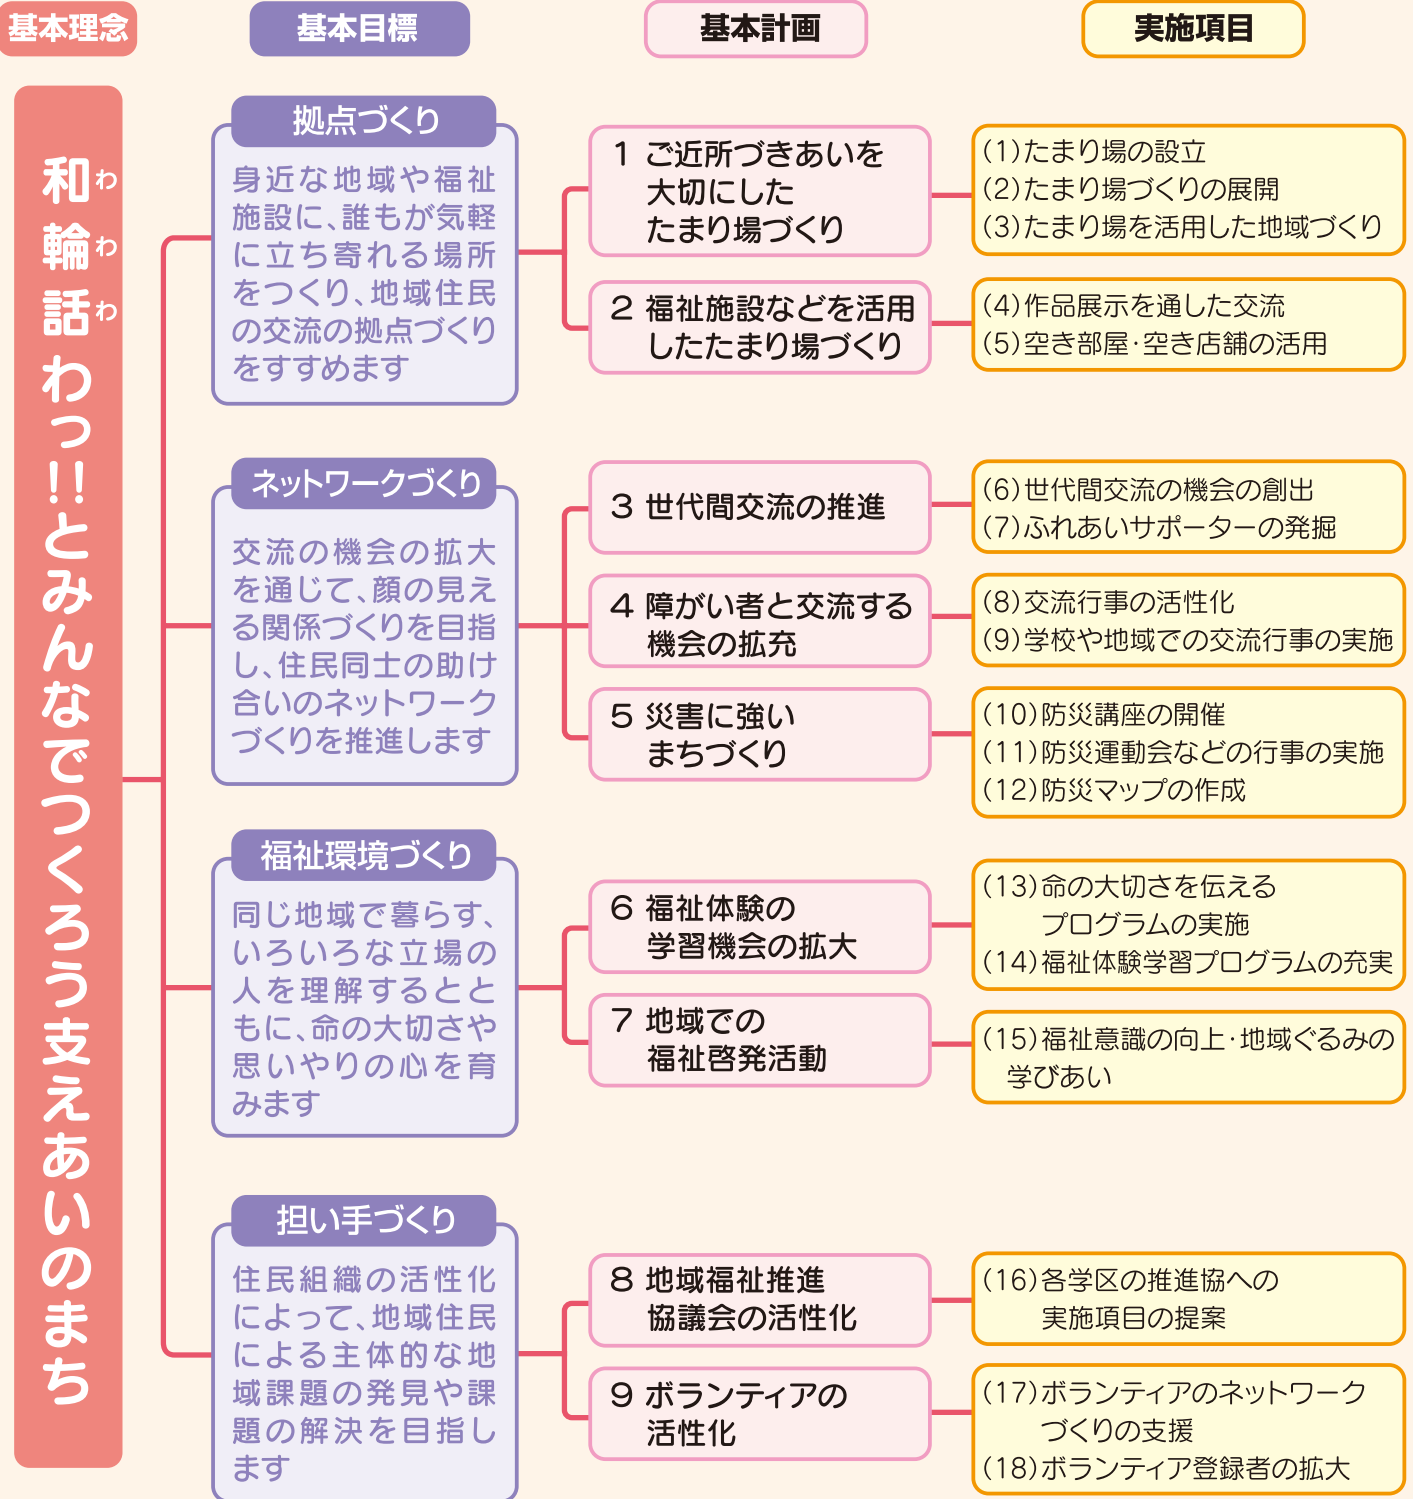 基本理念
基本目標
基本計画
実施項目
和輪話わっ!!とみんなでつくろう支えあいのまち
わ
わ
わ
拠点づくり
身近な地域や福祉
施設に、誰もが気軽
に立ち寄れる場所
をつくり、地域住民
の交流の拠点づくり
をすすめます
1 ご近所づきあいを
大切にした
たまり場づくり
(1)たまり場の設立
(2)たまり場づくりの展開
(3)たまり場を活用した地域づくり
2 福祉施設などを活用
したたまり場づくり
(4)作品展示を通した交流
(5)空き部屋・空き店舗の活用
ネットワークづくり
交流の機会の拡大
を通じて、顔の見え
る関係づくりを目指
し、住民同士の助け
合いのネットワーク
づくりを推進します
3 世代間交流の推進
(6)世代間交流の機会の創出
(7)ふれあいサポーターの発掘
4 障がい者と交流する
機会の拡充
(8)交流行事の活性化
(9)学校や地域での交流行事の実施
5 災害に強い
まちづくり
(10)防災講座の開催
(11)防災運動会などの行事の実施
(12)防災マップの作成
福祉環境づくり
同じ地域で暮らす、
いろいろな立場の
人を理解するとと
もに、命の大切さや
思いやりの心を育
みます
6 福祉体験の
学習機会の拡大
(13)命の大切さを伝える
プログラムの実施
(14)福祉体験学習プログラムの充実
7 地域での
福祉啓発活動
(15)福祉意識の向上・地域ぐるみの
学びあい
担い手づくり
住民組織の活性化
によって、地域住民
による主体的な地
域課題の発見や課
題の解決を目指し
ます
8 地域福祉推進
協議会の活性化
(16)各学区の推進協への
実施項目の提案
9 ボランティアの
活性化
(17)ボランティアのネットワーク
づくりの支援
(18)ボランティア登録者の拡大